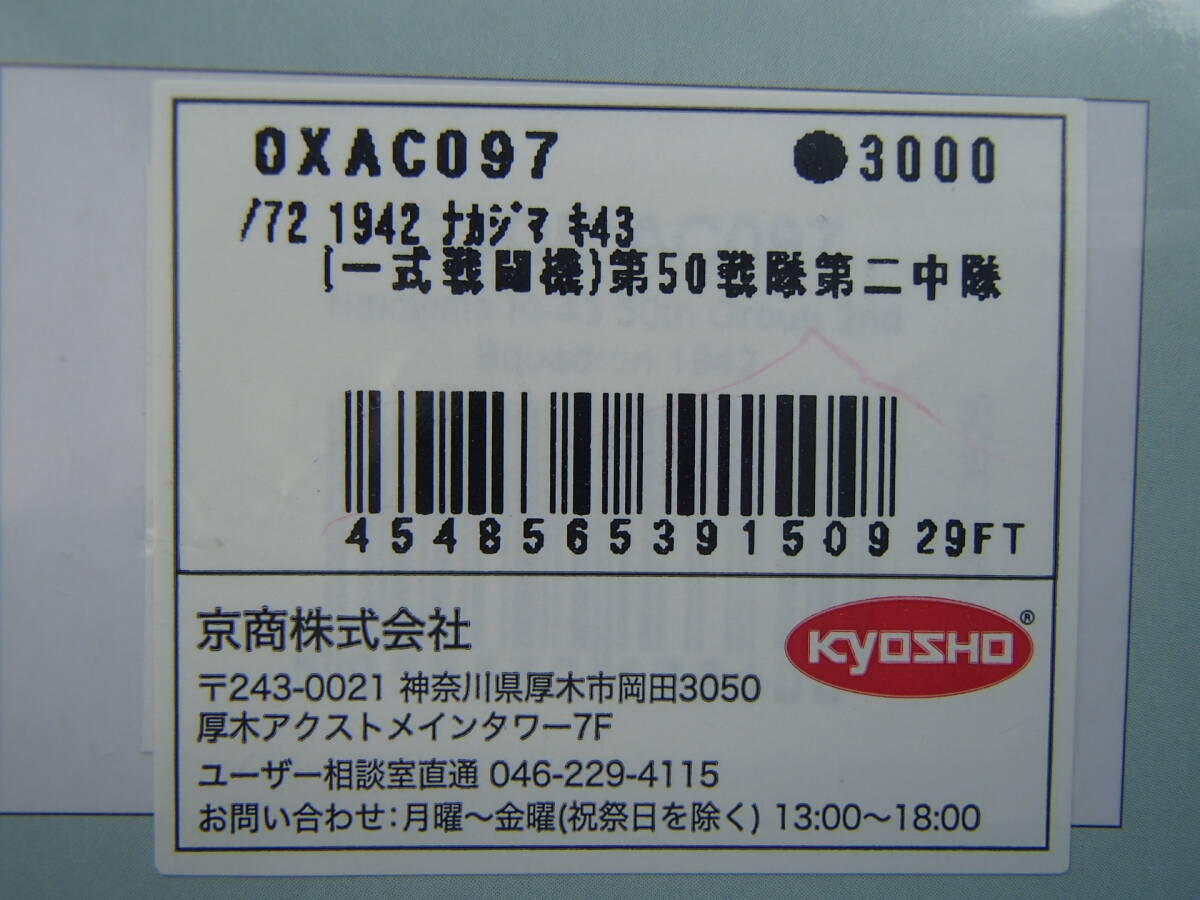 0XAC097 ●3000
/72 1942 ﾅｶｼﾞﾏ ｷ43
(一式戦闘機)第50戦隊第二中隊
4548565391509 29FT
京商株式会社
KYOSHO®
〒243-0021 神奈川県厚木市岡田3050
厚木アクストメインタワー7F
ユーザー相談室直通 046-229-4115
お問い合わせ:月曜～金曜(祝祭日を除く) 13:00～18:00